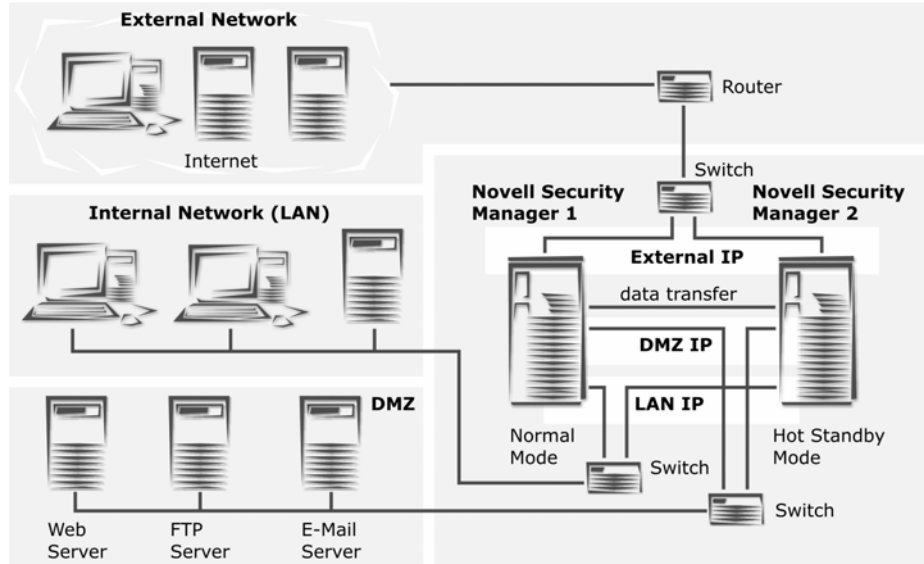 External Network
Internet
Router
Switch
Novell Security
Manager 1
Novell Security
Manager 2
Internal Network (LAN)
External IP
data transfer
DMZ IP
LAN IP
Normal
Mode
Hot Standby
Mode
Switch
Switch
DMZ
Web
Server
FTP
Server
E-Mail
Server